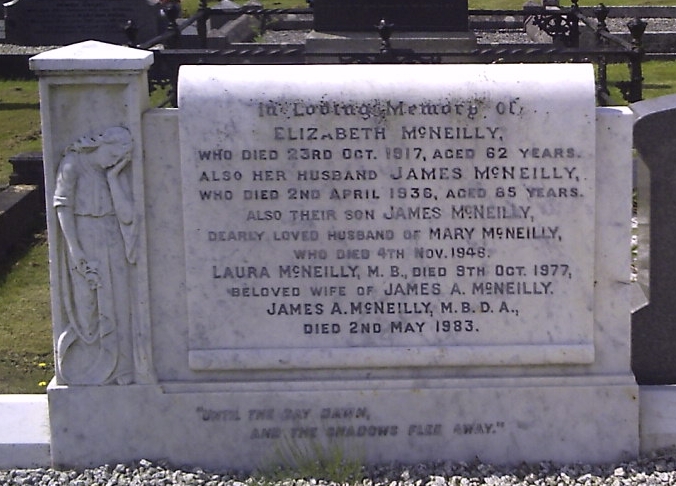 In Loving Memory Of
ELIZABETH McNEILLY,
WHO DIED 23RD OCT. 1917, AGED 62 YEARS.
ALSO HER HUSBAND JAMES McNEILLY,
WHO DIED 2ND APRIL 1936, AGED 85 YEARS.
ALSO THEIR SON JAMES McNEILLY,
DEARLY LOVED HUSBAND OF MARY McNEILLY,
WHO DIED 4TH NOV. 1946.
LAURA McNEILLY, M.B., DIED 9TH OCT. 1977,
BELOVED WIFE OF JAMES A. McNEILLY.
JAMES A. McNEILLY, M.B.D.A.,
DIED 2ND MAY 1983.
"UNTIL THE DAY DAWN,
AND THE SHADOWS FLEE AWAY."